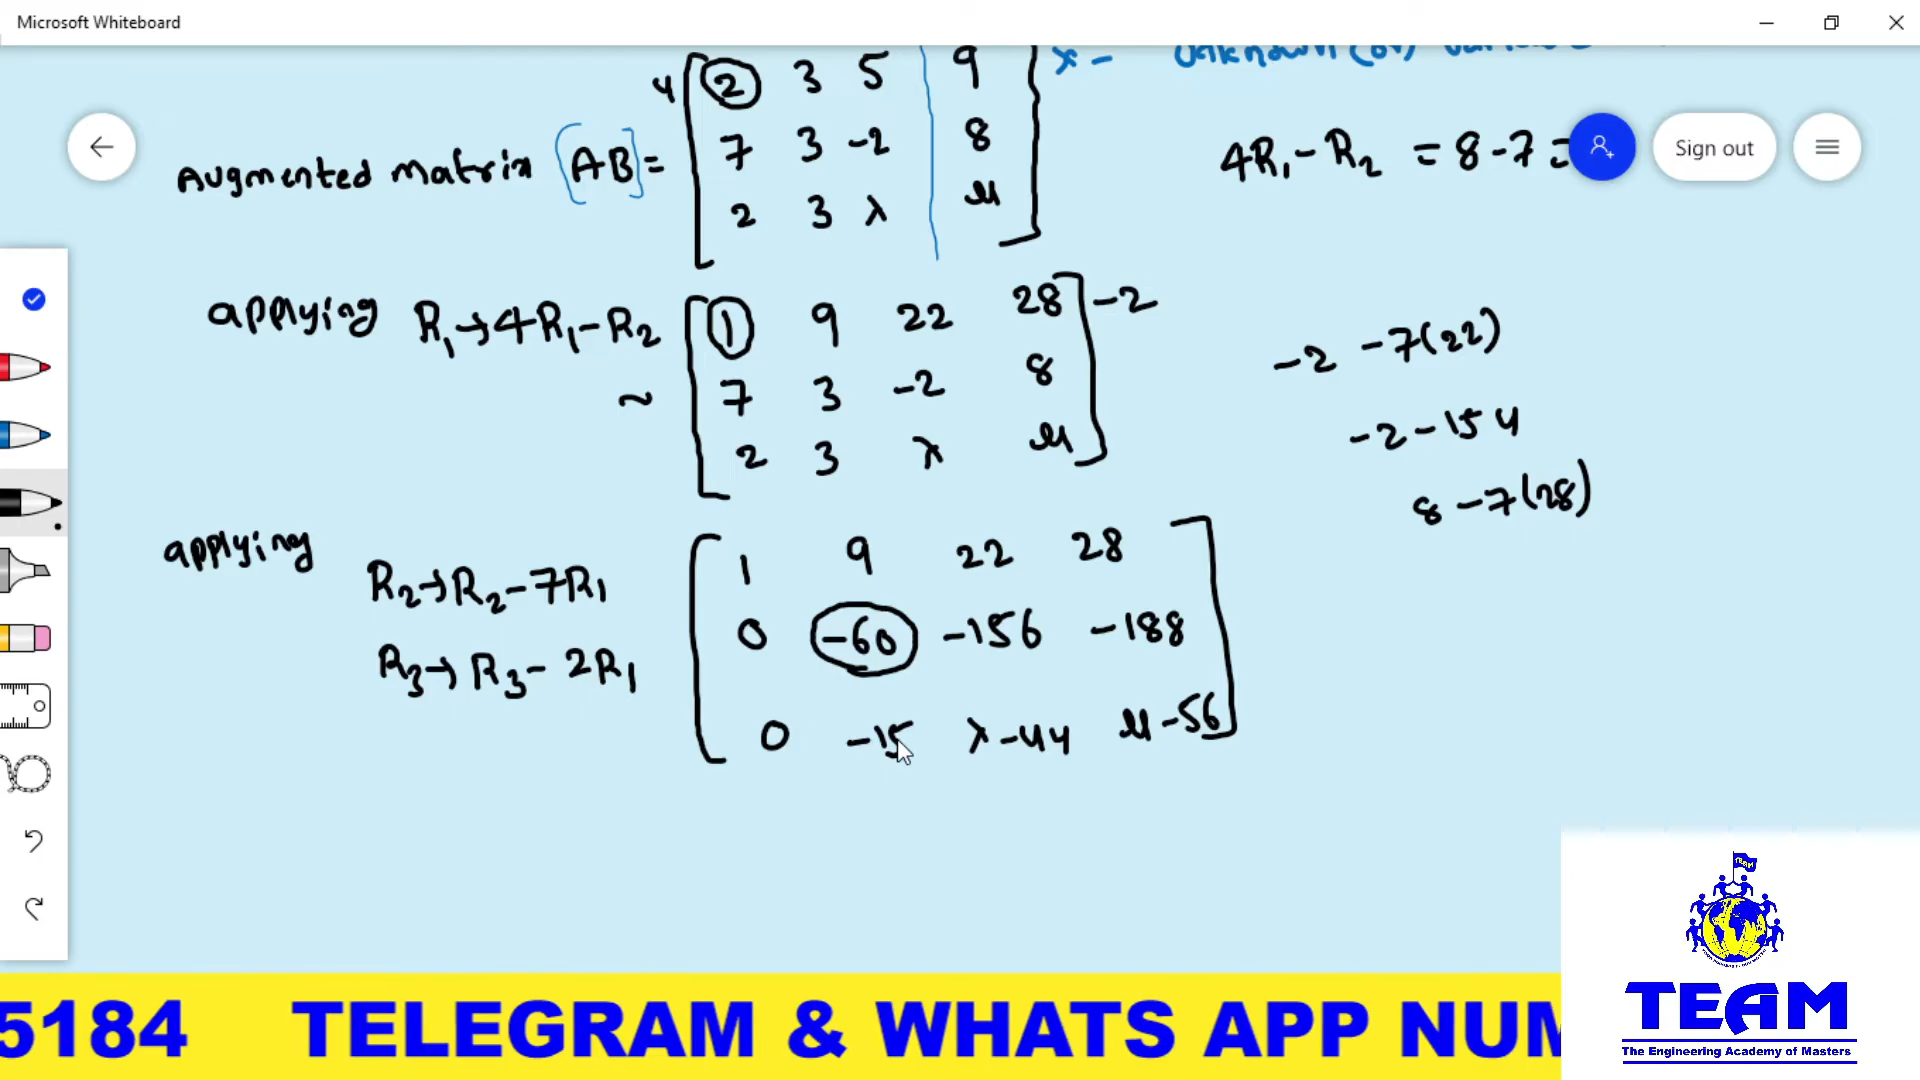 Microsoft Whiteboard
x - Unknown (or)
4 [ 2 3 5 9 ]
Augmented matrix [AB] = 7 3 -2 8
2 3 λ μ
4R₁ - R₂ = 8 - 7 =
Sign out
applying R₁→4R₁-R₂ ~ [ 1 9 22 28 ] -2
7 3 -2 8
2 3 λ μ
-2 -7(22)
-2 -154
8 -7(28)
applying
R₂→R₂-7R₁
R₃→R₃-2R₁
1 9 22 28
0 -60 -156 -188
0 -15 λ-44 μ-56
5184 TELEGRAM & WHATS APP NUM
TEAM
The Engineering Academy of Masters